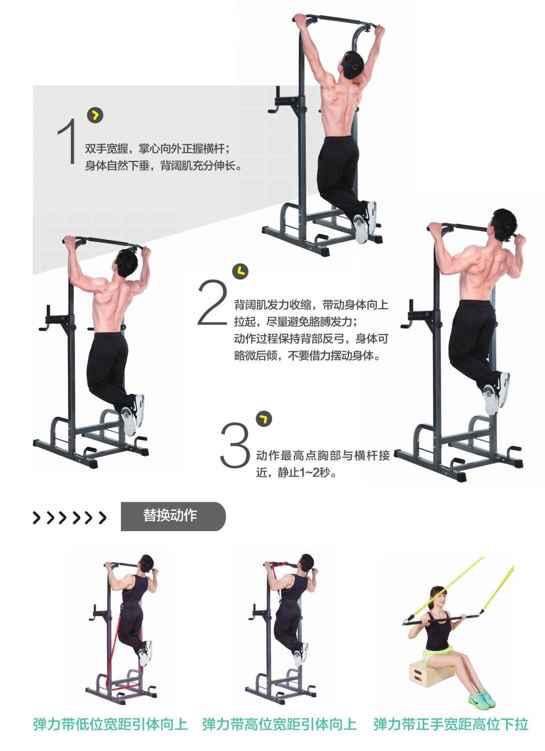 1
双手宽握，掌心向外正握横杆；
身体自然下垂，背阔肌充分伸长。
2
背阔肌发力收缩，带动身体向上
拉起，尽量避免胳膊发力；
动作过程保持背部反弓，身体可
略微后倾，不要借力摆动身体。
3
动作最高点胸部与横杆接
近，静止1~2秒。
替换动作
弹力带低位宽距引体向上
弹力带高位宽距引体向上
弹力带正手宽距高位下拉